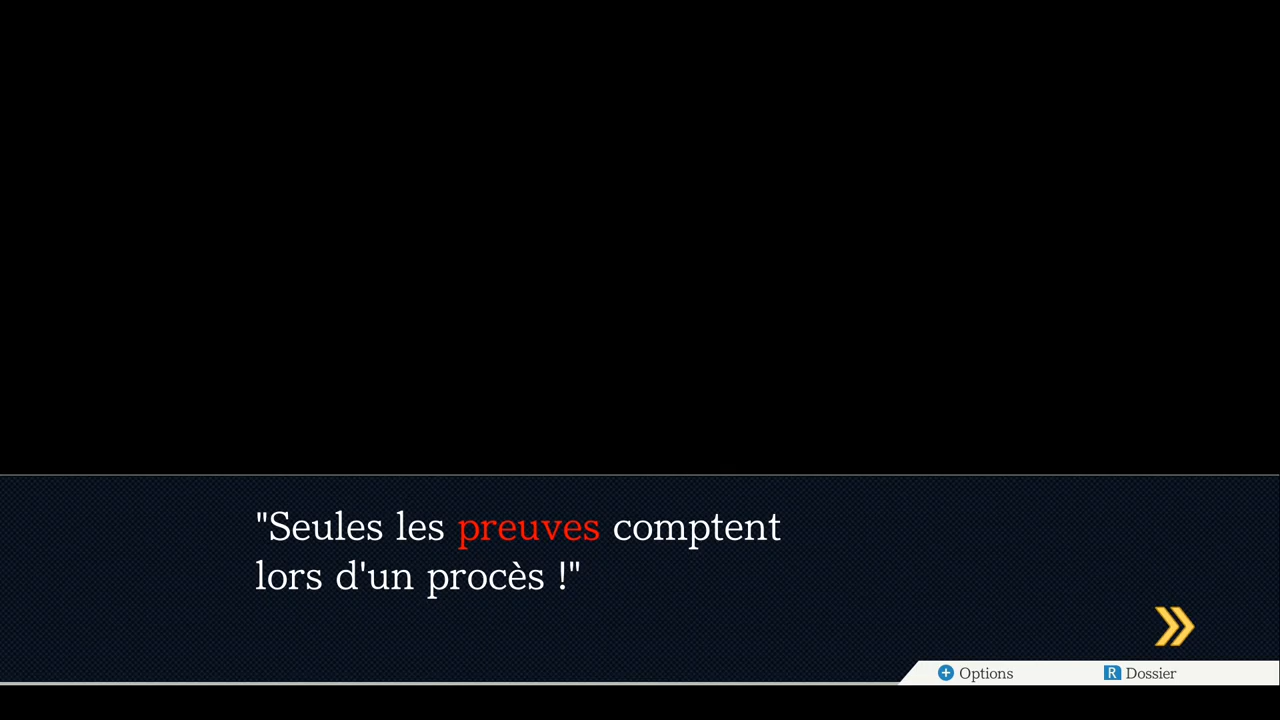 "Seules les preuves comptent
lors d'un procès !"
+ Options R Dossier